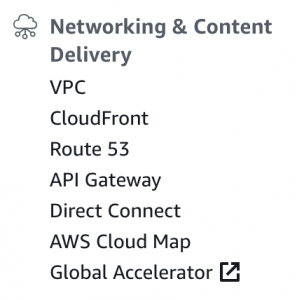 Networking & Content
Delivery
VPC
CloudFront
Route 53
API Gateway
Direct Connect
AWS Cloud Map
Global Accelerator